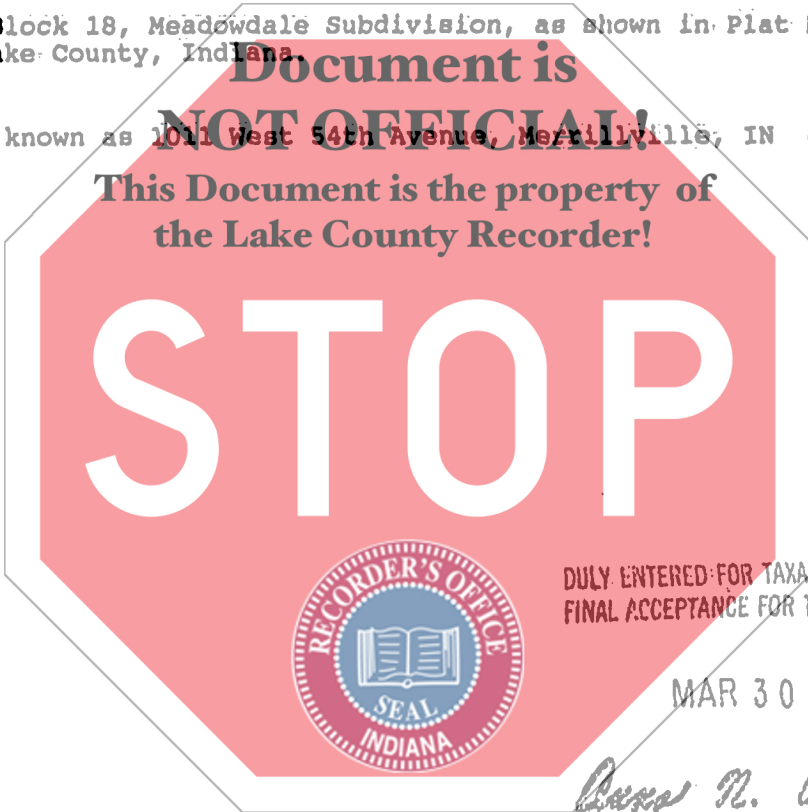 lock 18, Meadowdale Subdivision, as shown in Plat
ke County, Indiana.
Document is
NOT OFFICIAL!
known as 1011 West 54th Avenue, Merrillville, IN
This Document is the property of
the Lake County Recorder!
STOP
RECORDER'S OFFICE
SEAL
INDIANA
DULY ENTERED FOR TAXA
FINAL ACCEPTANCE FOR T
MAR 30
N.